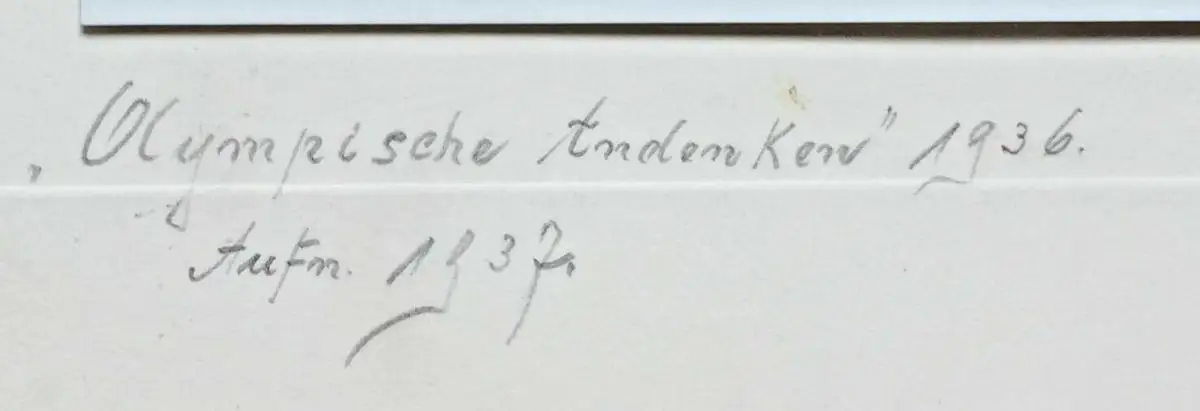 „Olympische Andenken" 1936.
Aufn. 1937.